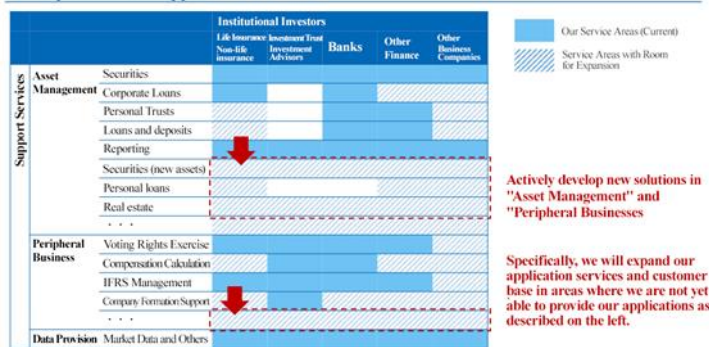 Institutional Investors
Life Insurance Non-life insurance
Investment Trust Investment Advisors
Banks
Other Finance
Other Business Companies
Our Service Areas (Current)
Service Areas with Room for Expansion
Support Services
Asset Management
Securities
Corporate Loans
Personal Trusts
Loans and deposits
Reporting
Securities (new assets)
Personal loans
Real estate
. . .
Actively develop new solutions in
"Asset Management" and
"Peripheral Businesses
Peripheral Business
Voting Rights Exercise
Compensation Calculation
IFRS Management
Company Formation Support
. . .
Specifically, we will expand our
application services and customer
base in areas where we are not yet
able to provide our applications as
described on the left.
Data Provision
Market Data and Others